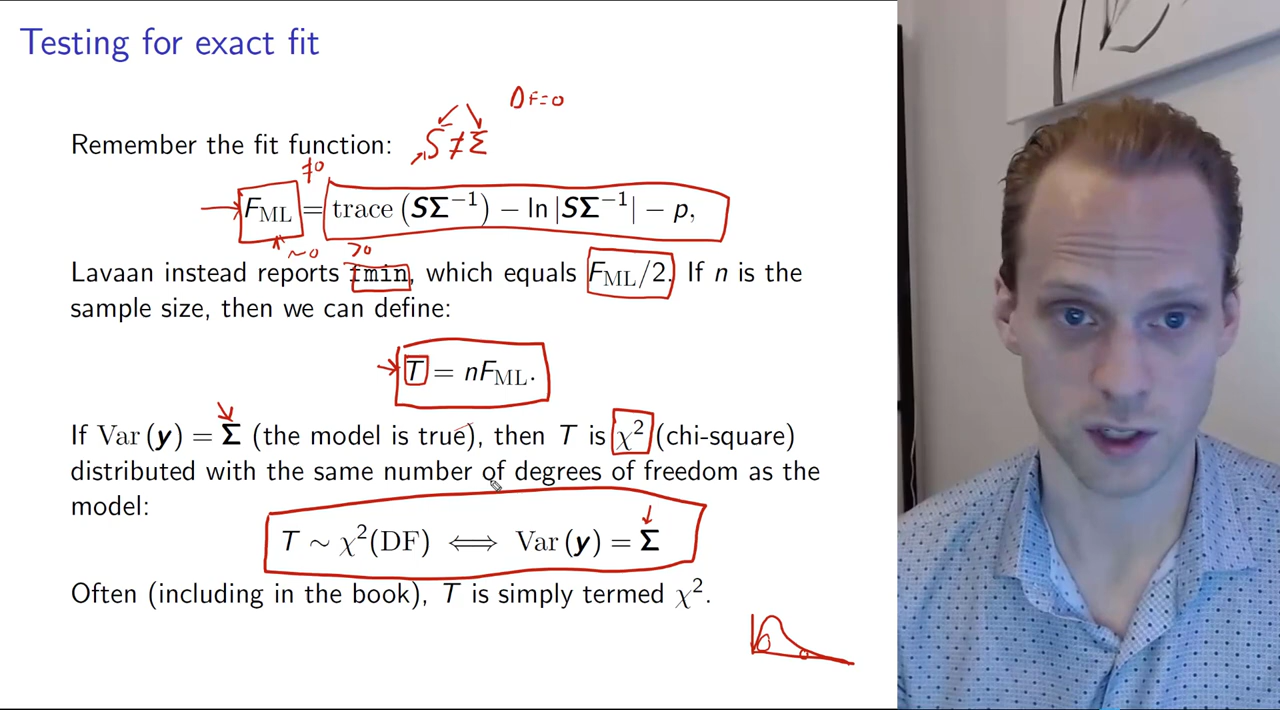 Testing for exact fit
DF=0
Remember the fit function: S ≠ Σ
≠0
F_ML = trace (SΣ⁻¹) − ln |SΣ⁻¹| − p,
~0 >0
Lavaan instead reports fmin, which equals F_ML/2. If n is the
sample size, then we can define:
T = nF_ML.
If Var (y) = Σ (the model is true), then T is χ² (chi-square)
distributed with the same number of degrees of freedom as the
model:
T ∼ χ²(DF) ⟺ Var (y) = Σ
Often (including in the book), T is simply termed χ².